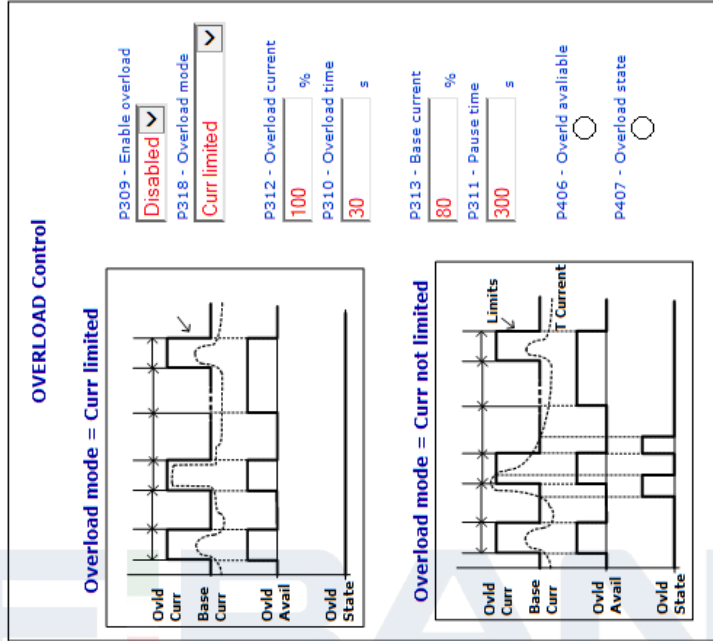 OVERLOAD Control
Overload mode = Curr limited
Ovld
Curr
Base
Curr
Ovld
Avail
Ovld
State
Overload mode = Curr not limited
Limits
T Current
Ovld
Curr
Base
Curr
Ovld
Avail
Ovld
State
P309 - Enable overload
Disabled
P318 - Overload mode
Curr limited
P312 - Overload current
100 %
P310 - Overload time
30 s
P313 - Base current
80 %
P311 - Pause time
300 s
P406 - Overld avaliable
P407 - Overload state